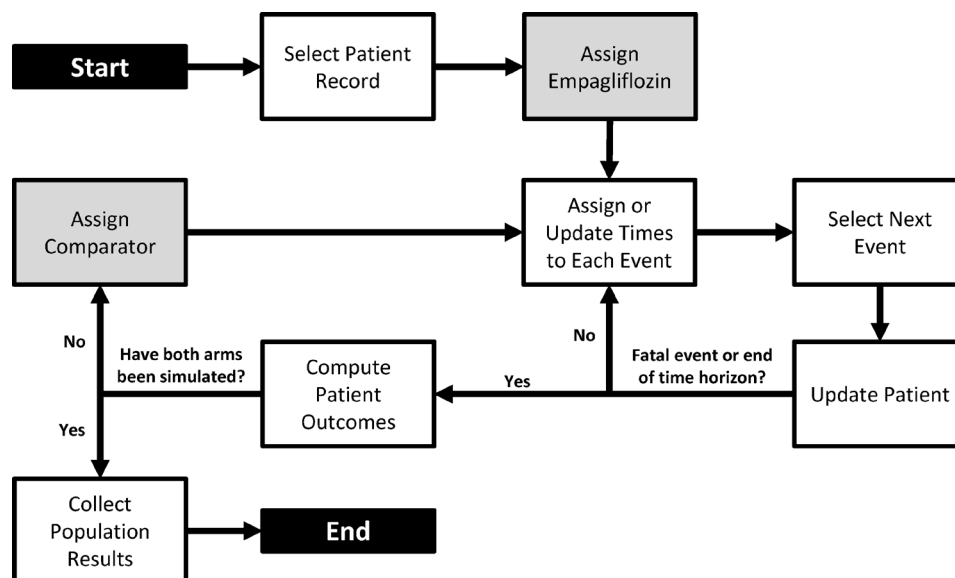 Start
Select Patient
Record
Assign
Empagliflozin
Assign
Comparator
Assign or
Update Times
to Each Event
Select Next
Event
No
Have both arms
been simulated?
Compute
Patient
Outcomes
Yes
No
Fatal event or end
of time horizon?
Update Patient
Yes
Collect
Population
Results
End